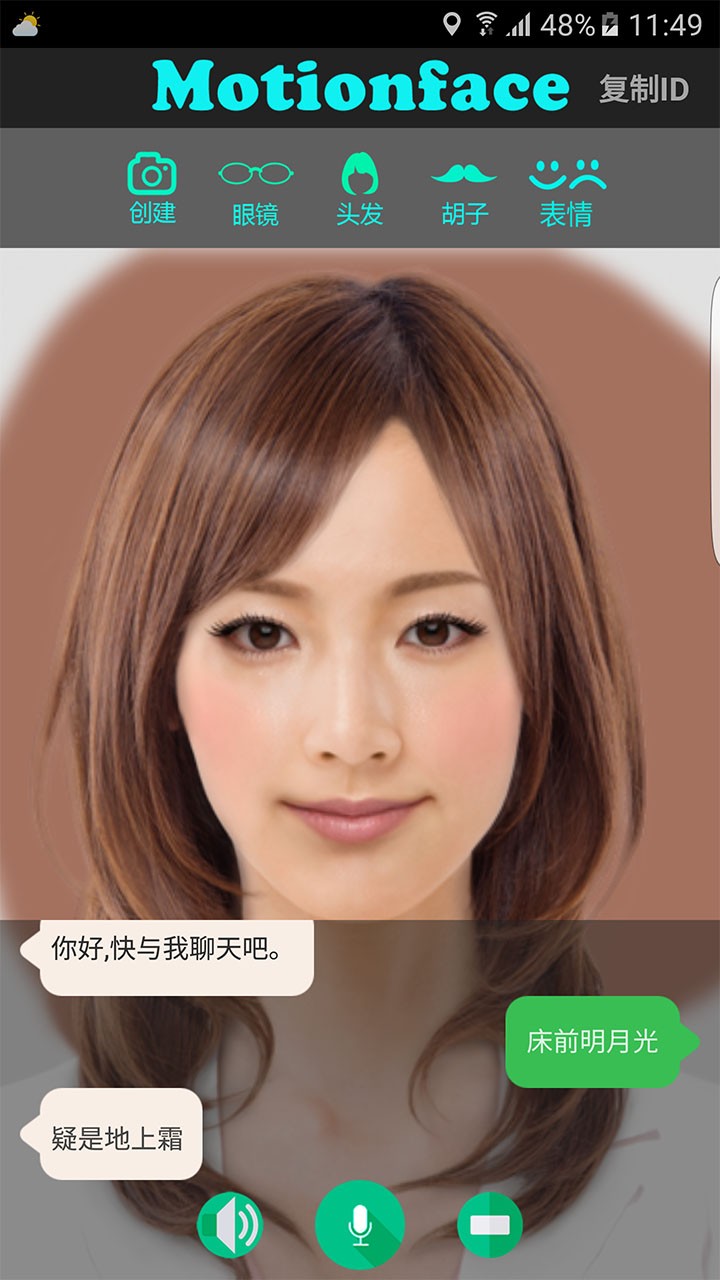 48% 11:49
Motionface 复制ID
创建 眼镜 头发 胡子 表情
你好,快与我聊天吧。
床前明月光
疑是地上霜